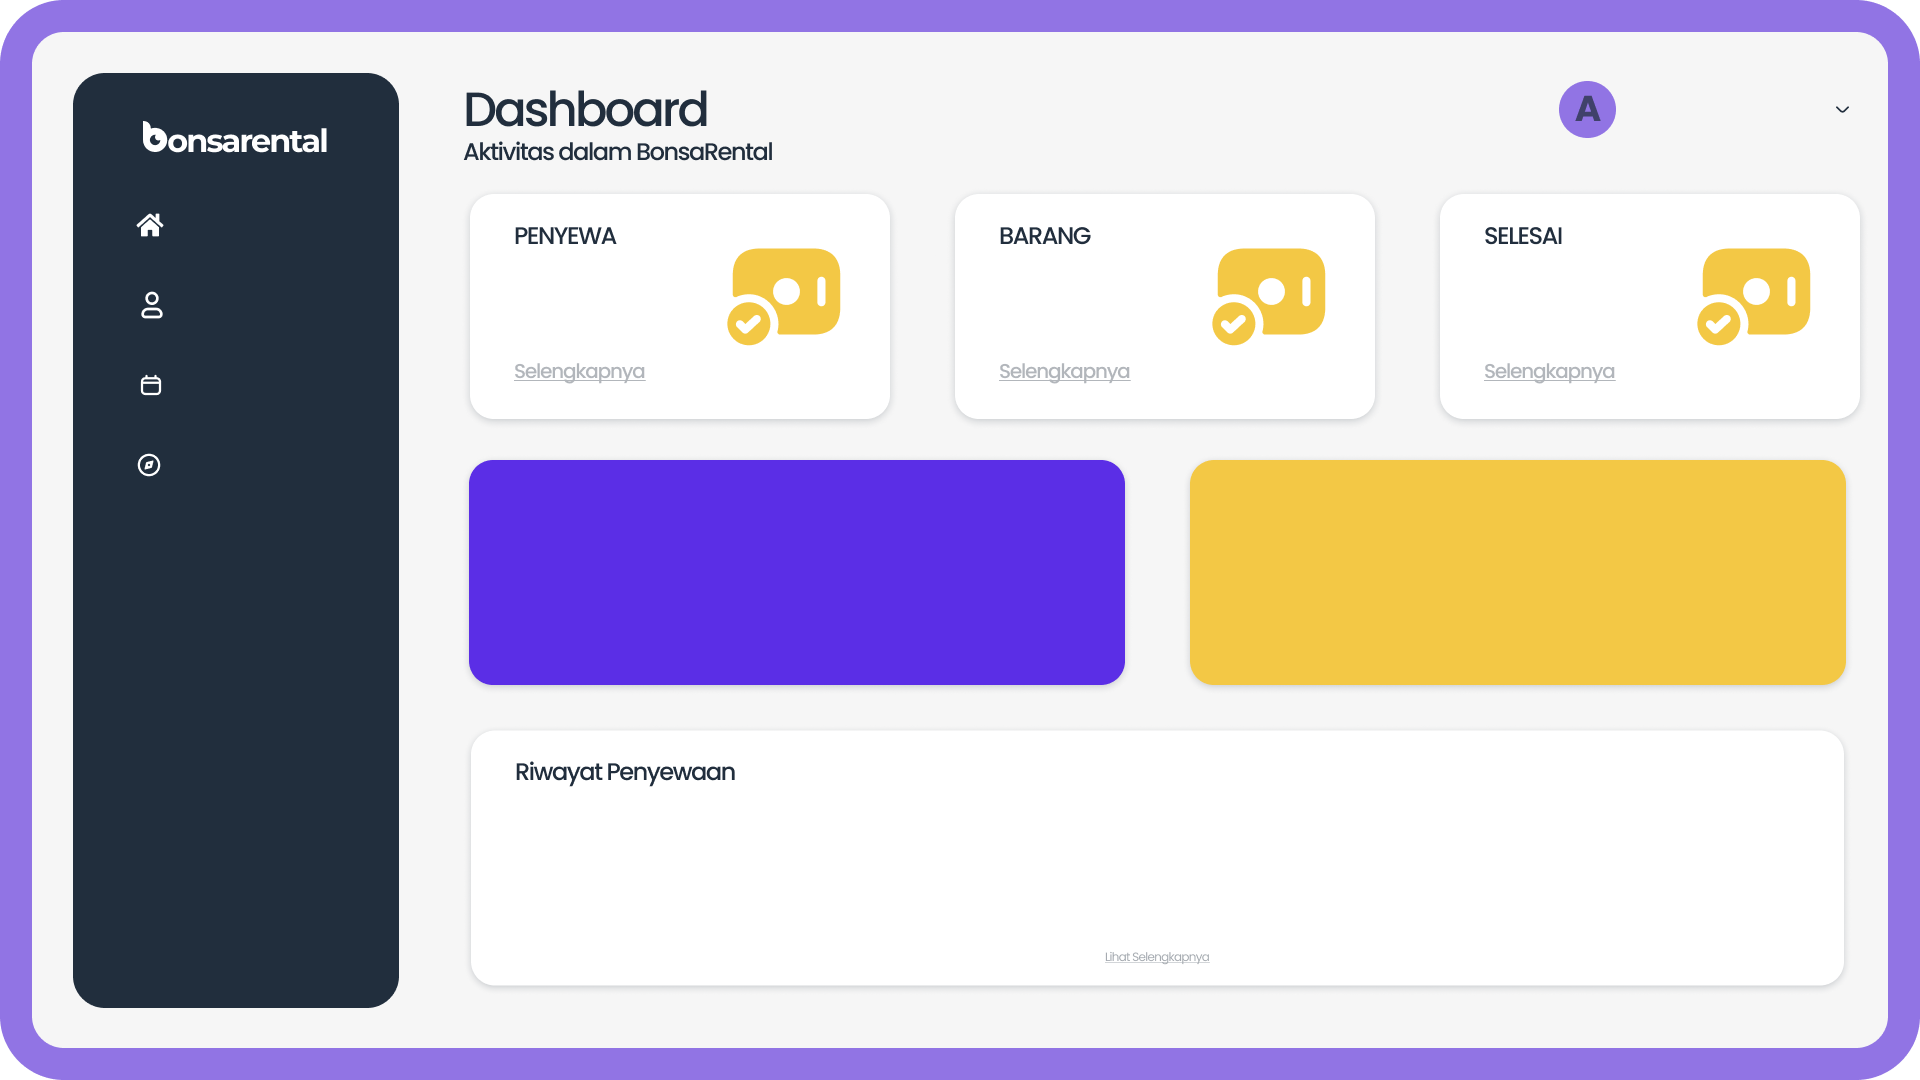 bonsarental
Dashboard
Aktivitas dalam BonsaRental
A
PENYEWA
Selengkapnya
BARANG
Selengkapnya
SELESAI
Selengkapnya
Riwayat Penyewaan
Lihat Selengkapnya